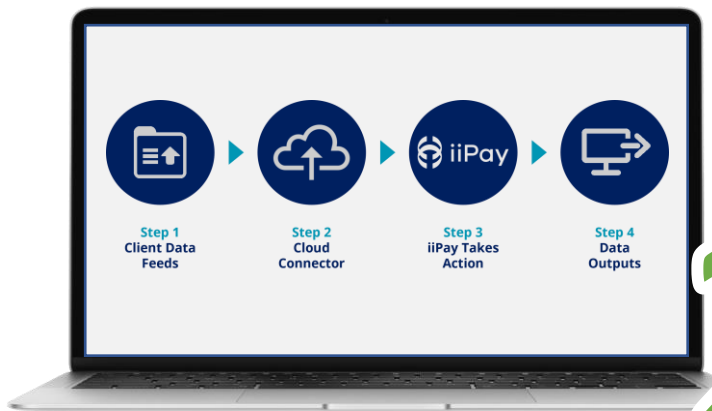 iiPay
Step 1
Client Data
Feeds
Step 2
Cloud
Connector
Step 3
iiPay Takes
Action
Step 4
Data
Outputs